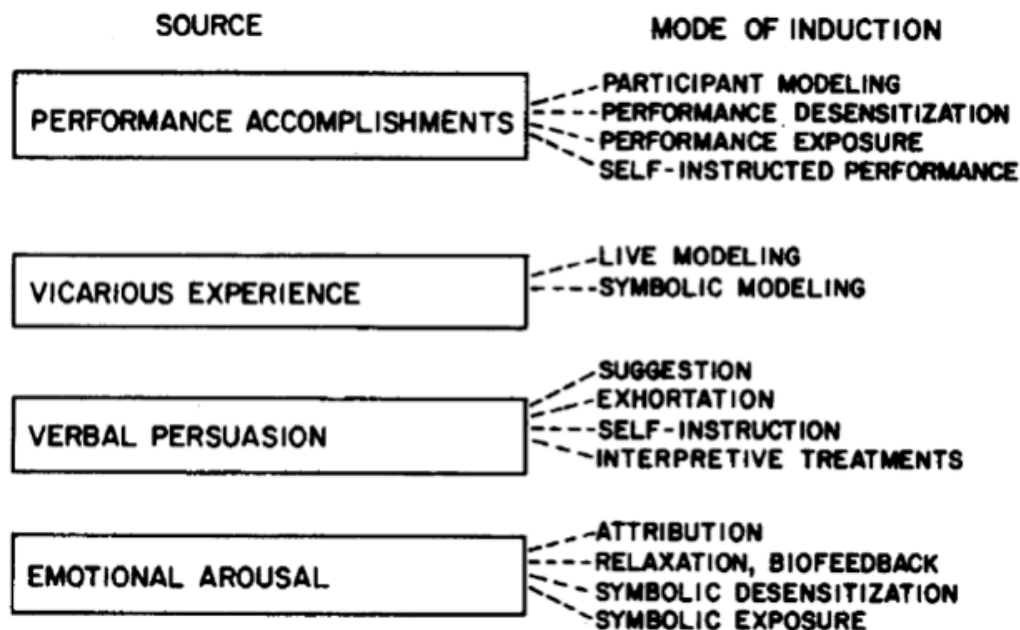 SOURCE
MODE OF INDUCTION
PERFORMANCE ACCOMPLISHMENTS
PARTICIPANT MODELING
PERFORMANCE DESENSITIZATION
PERFORMANCE EXPOSURE
SELF-INSTRUCTED PERFORMANCE
VICARIOUS EXPERIENCE
LIVE MODELING
SYMBOLIC MODELING
VERBAL PERSUASION
SUGGESTION
EXHORTATION
SELF-INSTRUCTION
INTERPRETIVE TREATMENTS
EMOTIONAL AROUSAL
ATTRIBUTION
RELAXATION, BIOFEEDBACK
SYMBOLIC DESENSITIZATION
SYMBOLIC EXPOSURE